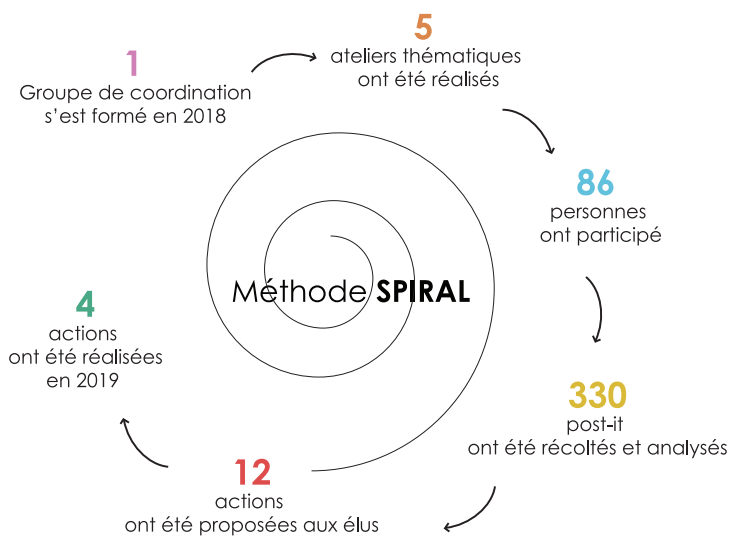 1
Groupe de coordination
s'est formé en 2018
5
ateliers thématiques
ont été réalisés
86
personnes
ont participé
330
post-it
ont été récoltés et analysés
12
actions
ont été proposées aux élus
4
actions
ont été réalisées
en 2019
Méthode SPIRAL